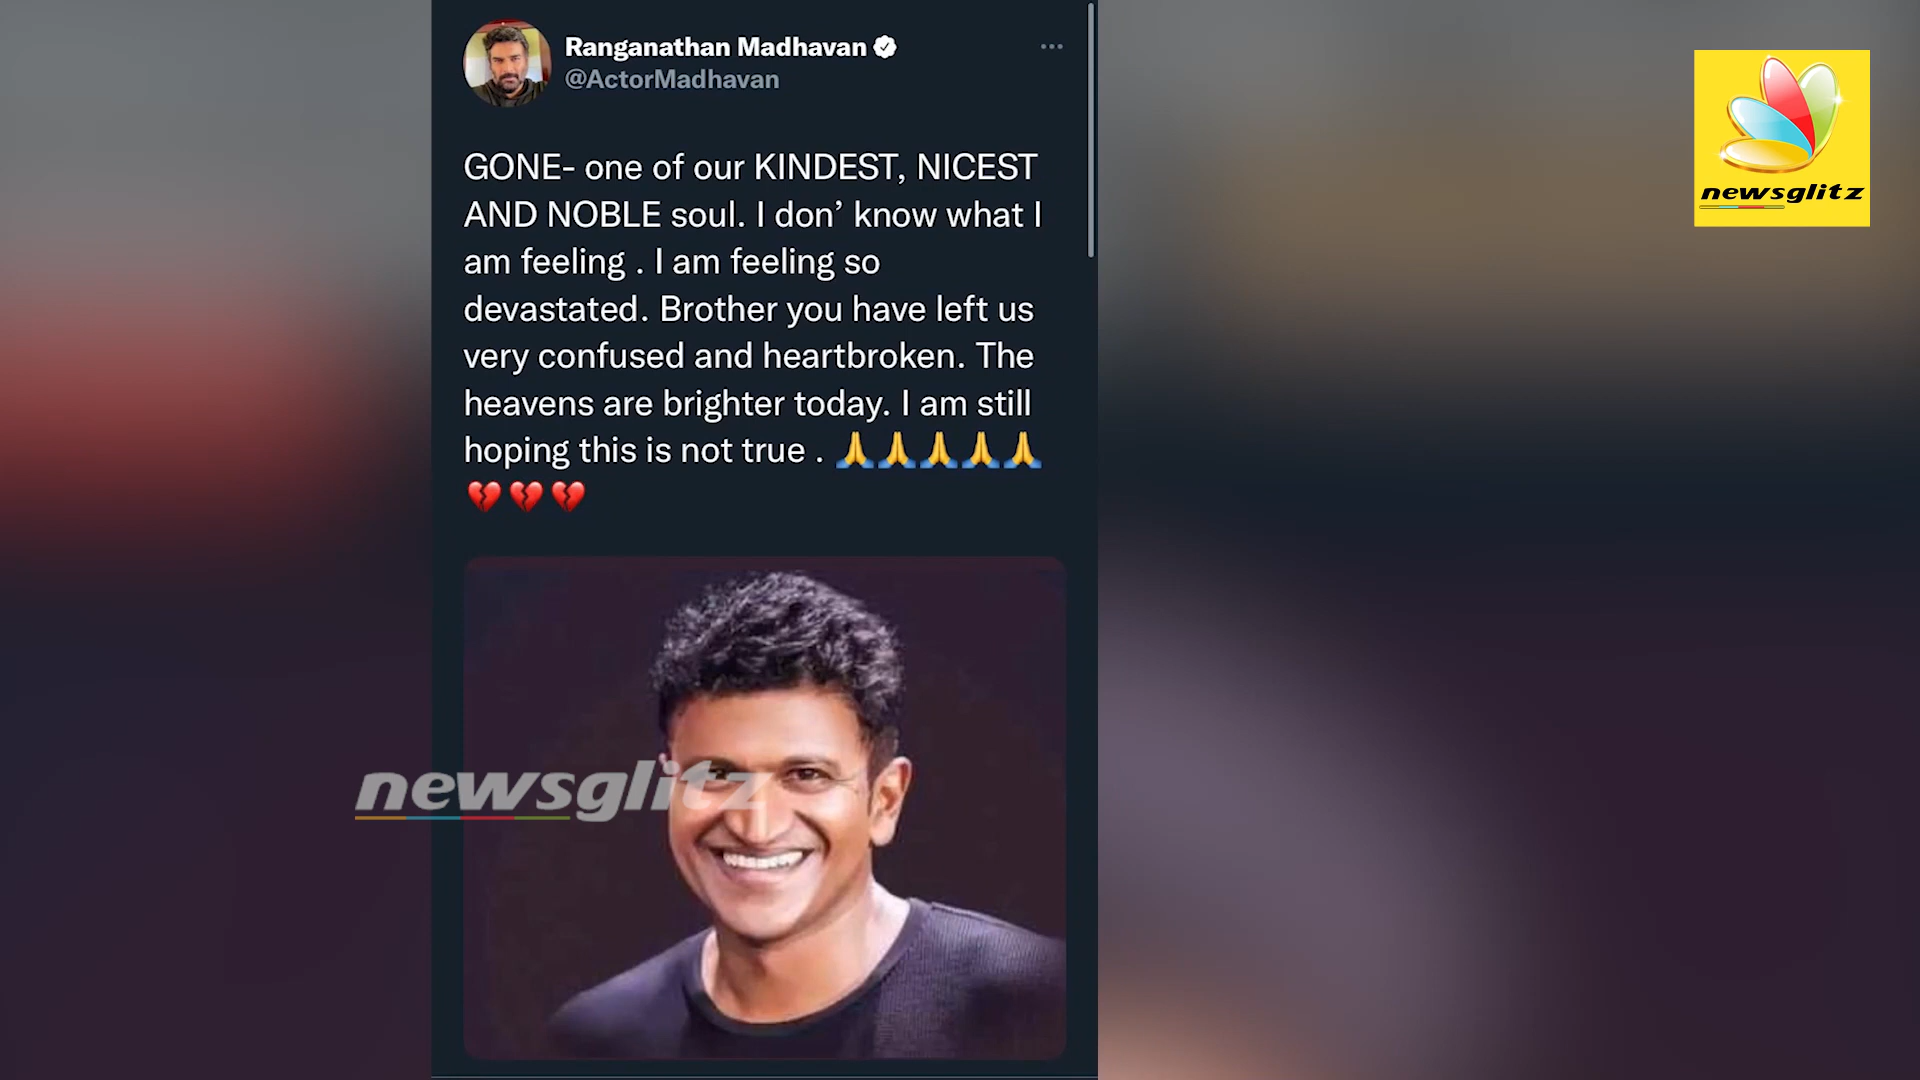 Ranganathan Madhavan
@ActorMadhavan
GONE- one of our KINDEST, NICEST
AND NOBLE soul. I don’ know what I
am feeling . I am feeling so
devastated. Brother you have left us
very confused and heartbroken. The
heavens are brighter today. I am still
hoping this is not true . 🙏🙏🙏🙏🙏
💔💔💔
newsglitz
newsglitz